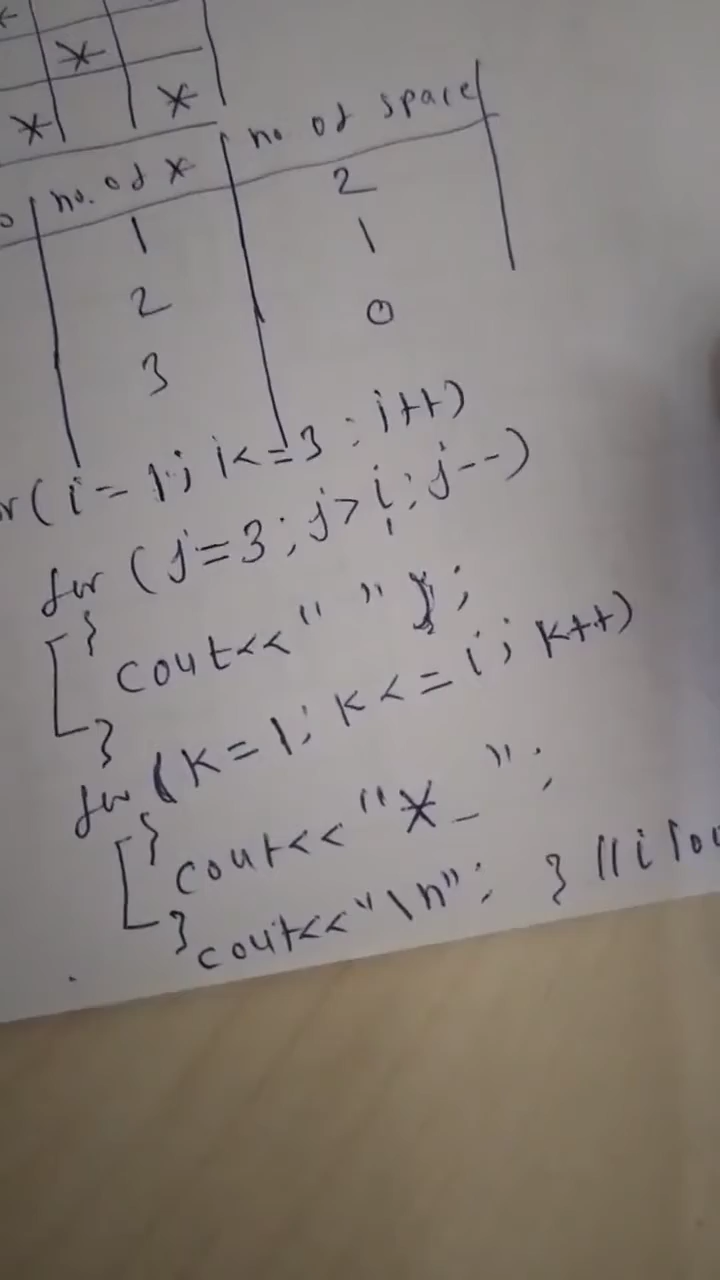 *
* *
no. of * no. of space
1 2
2 1
3 0
(i=1; i<=3; i++)
for (j=3; j>i; j--)
{
cout<<" ";
}
for (k=1; k<=i; k++)
{
cout<<"*_";
}
cout<<"\n"; } //i